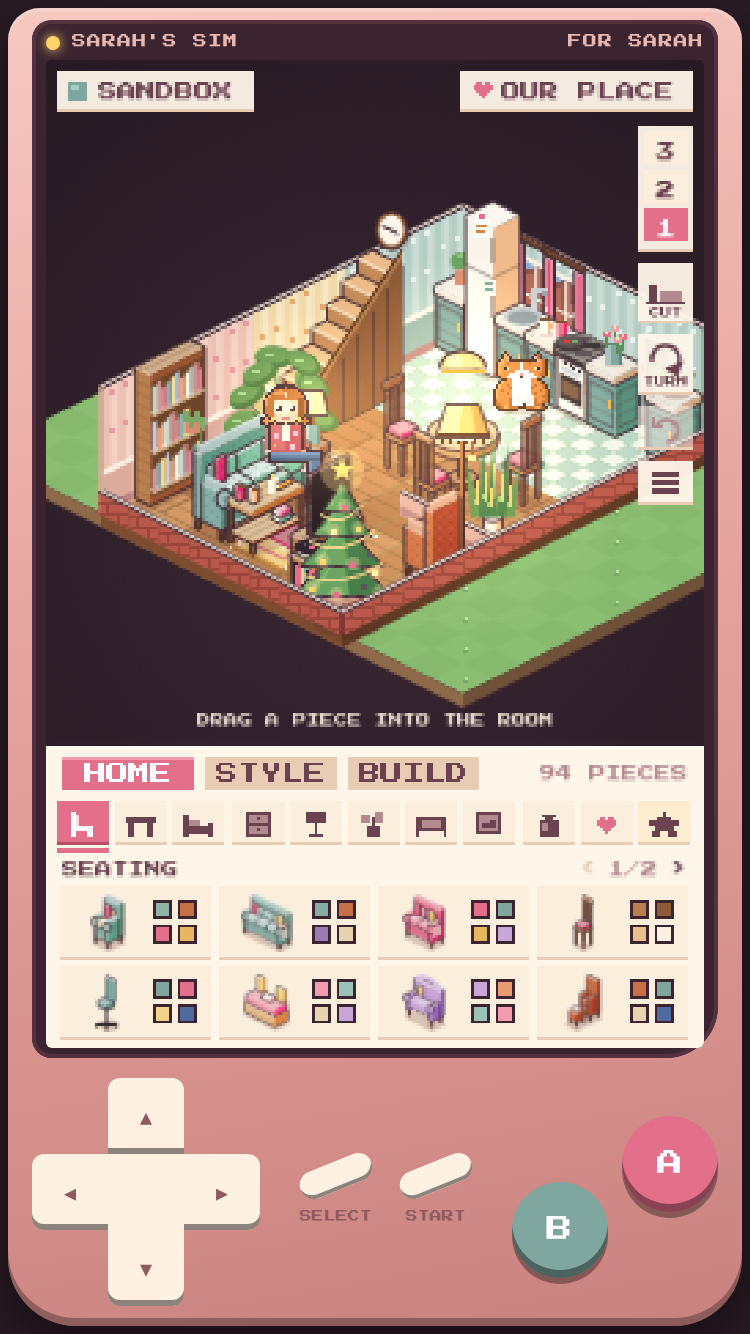 SARAH'S SIM
FOR SARAH
SANDBOX
OUR PLACE
3
2
1
CUT
TURN
DRAG A PIECE INTO THE ROOM
HOME
STYLE
BUILD
94 PIECES
SEATING
1/2
SELECT
START
B
A